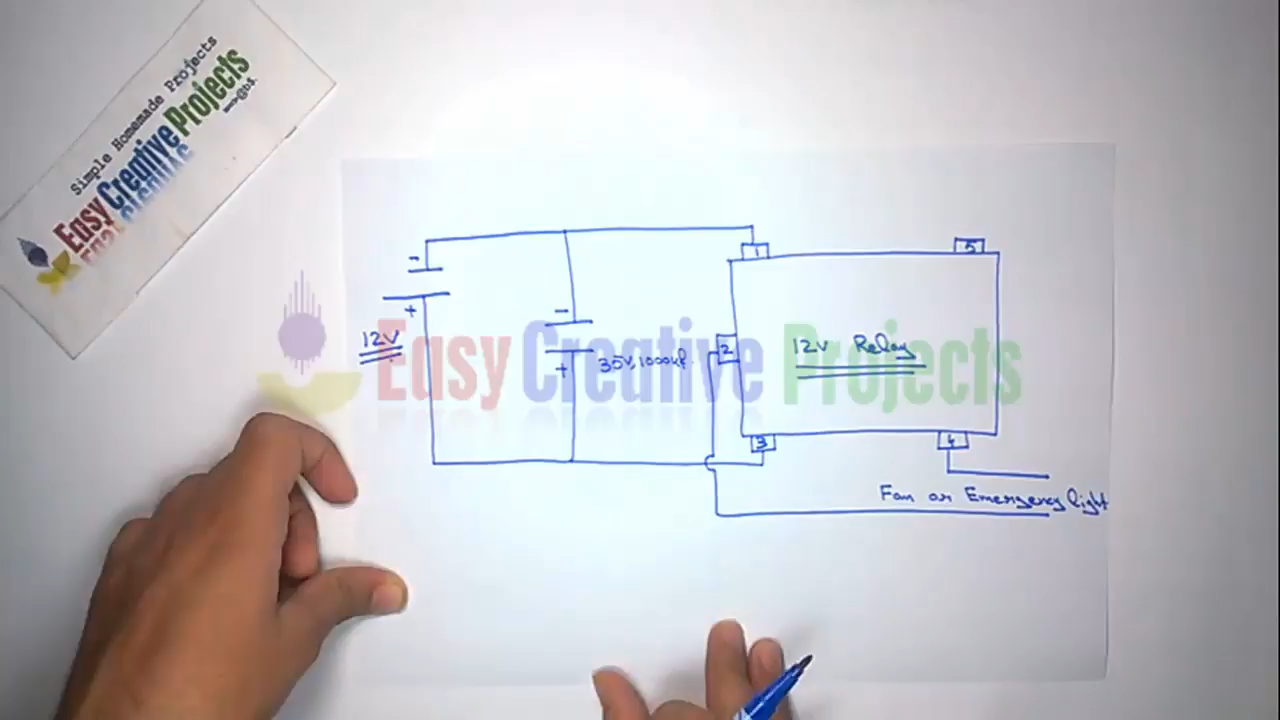 Simple Homemade Projects
Easy Creative Projects
-
1
5
+
12V
-
+
35V, 1000uf.
2
12V Relay
Easy Creative Projects
3
4
Fan or Emergency light